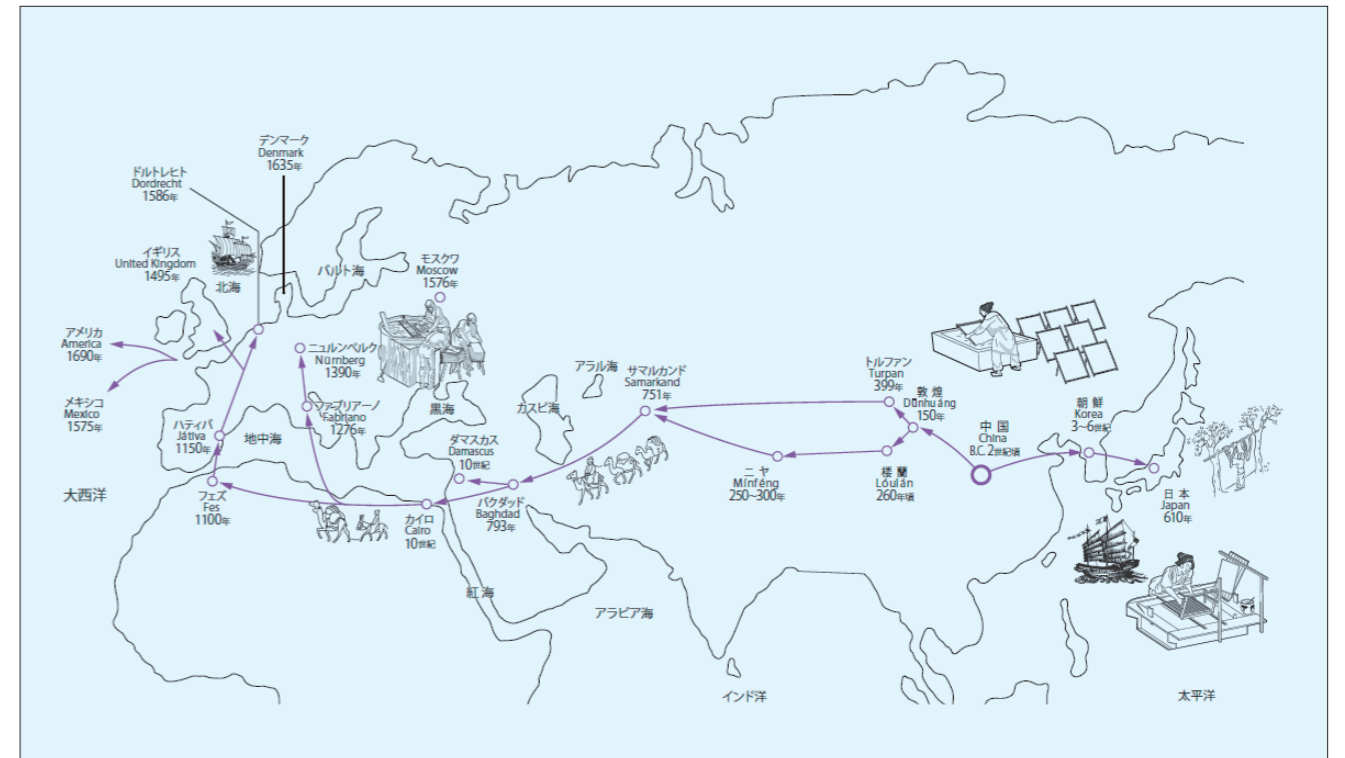 デンマーク
Denmark
1635年
ドルトレヒト
Dordrecht
1586年
イギリス
United Kingdom
1495年
北海
バルト海
モスクワ
Moscow
1576年
アメリカ
America
1690年
メキシコ
Mexico
1575年
ニュルンベルク
Nürnberg
1390年
ファブリアーノ
Fabriano
1276年
ハティバ
Játiva
1150年
地中海
黒海
カスピ海
アラル海
サマルカンド
Samarkand
751年
トルファン
Turpan
399年
敦煌
Dūnhuáng
150年
中国
China
B.C.2世紀頃
朝鮮
Korea
3~6世紀
日本
Japan
610年
楼蘭
Lóulán
260年頃
ニヤ
Mínfēng
250~300年
ダマスカス
Damascus
10世紀
バクダッド
Baghdad
793年
カイロ
Cairo
10世紀
フェズ
Fes
1100年
大西洋
紅海
アラビア海
インド洋
太平洋